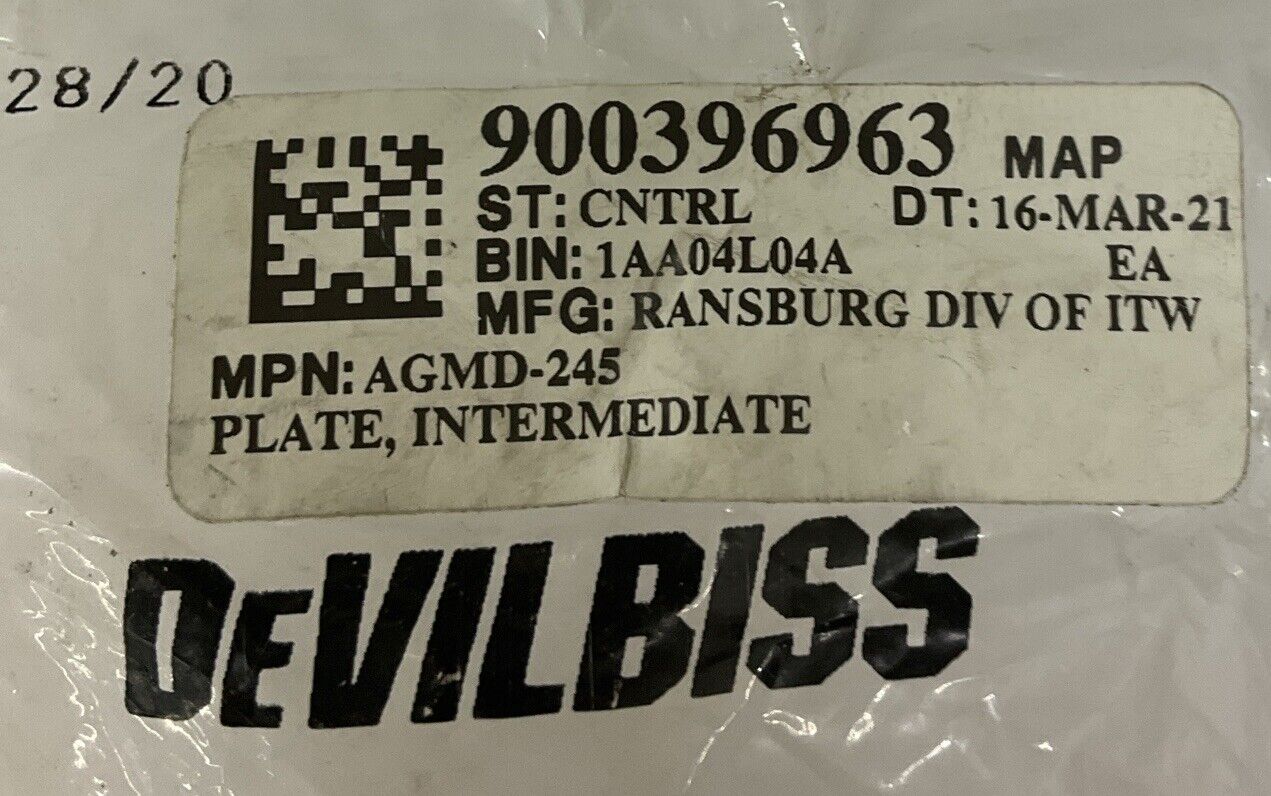 28/20
900396963 MAP
ST: CNTRL DT: 16-MAR-21
BIN: 1AA04L04A EA
MFG: RANSBURG DIV OF ITW
MPN: AGMD-245
PLATE, INTERMEDIATE
DEVILBISS